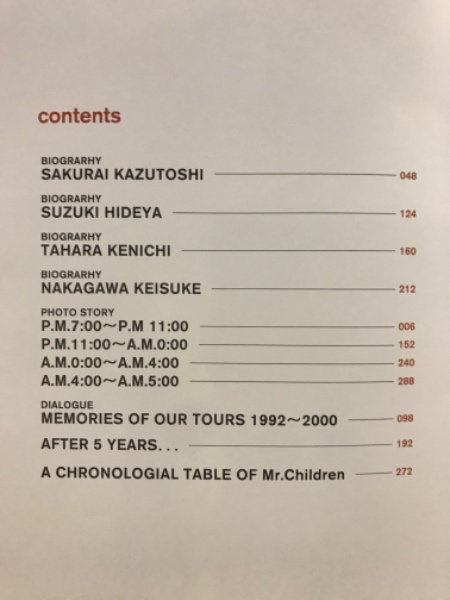 contents
BIOGRARHY
SAKURAI KAZUTOSHI 048
BIOGRARHY
SUZUKI HIDEYA 124
BIOGRARHY
TAHARA KENICHI 160
BIOGRARHY
NAKAGAWA KEISUKE 212
PHOTO STORY
P.M.7:00〜P.M 11:00 006
P.M.11:00〜A.M.0:00 152
A.M.0:00〜A.M.4:00 240
A.M.4:00〜A.M.5:00 288
DIALOGUE
MEMORIES OF OUR TOURS 1992〜2000 098
AFTER 5 YEARS... 192
A CHRONOLOGIAL TABLE OF Mr.Children 272